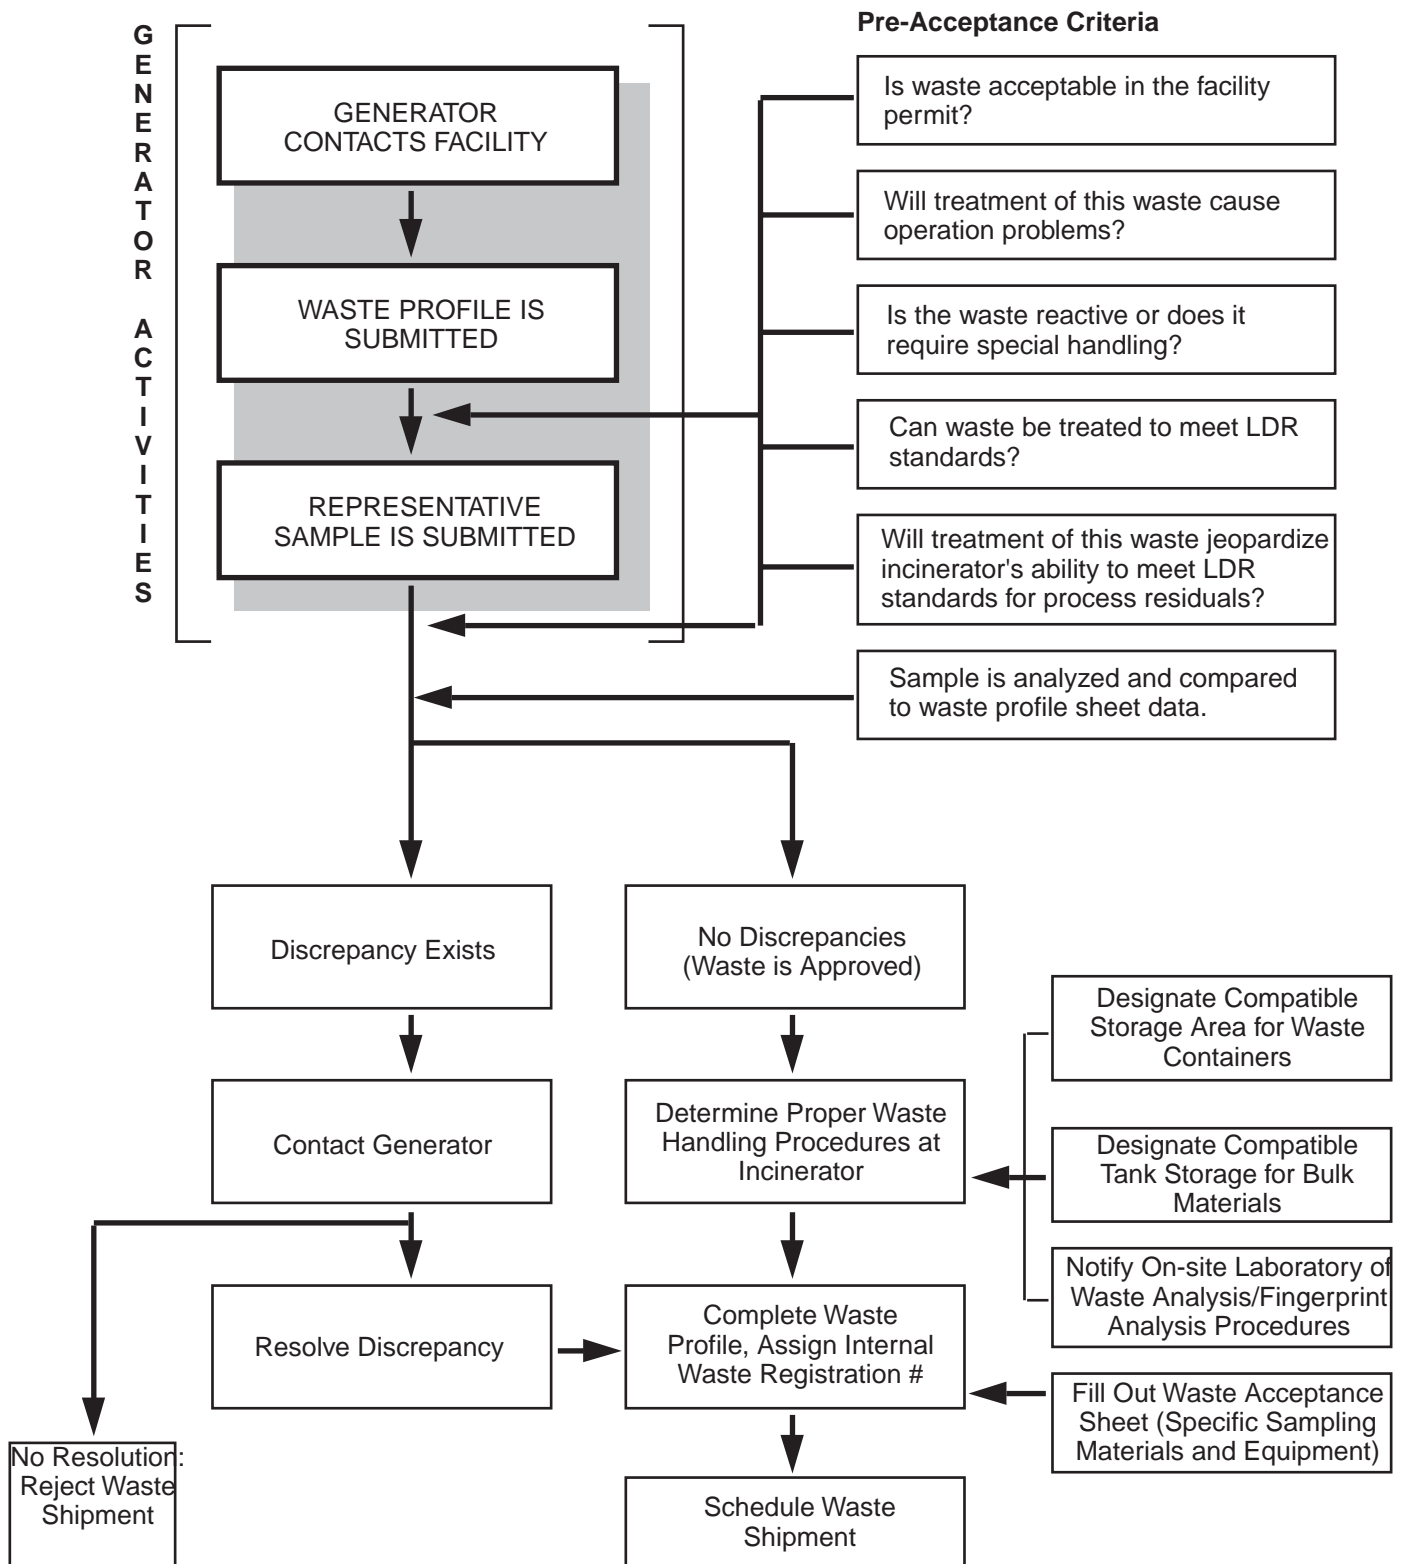 GENERATOR ACTIVITIES
GENERATOR
CONTACTS FACILITY
WASTE PROFILE IS
SUBMITTED
REPRESENTATIVE
SAMPLE IS SUBMITTED
Pre-Acceptance Criteria
Is waste acceptable in the facility
permit?
Will treatment of this waste cause
operation problems?
Is the waste reactive or does it
require special handling?
Can waste be treated to meet LDR
standards?
Will treatment of this waste jeopardize
incinerator's ability to meet LDR
standards for process residuals?
Sample is analyzed and compared
to waste profile sheet data.
Discrepancy Exists
No Discrepancies
(Waste is Approved)
Contact Generator
Determine Proper Waste
Handling Procedures at
Incinerator
Designate Compatible
Storage Area for Waste
Containers
Designate Compatible
Tank Storage for Bulk
Materials
Notify On-site Laboratory of
Waste Analysis/Fingerprint
Analysis Procedures
Resolve Discrepancy
Complete Waste
Profile, Assign Internal
Waste Registration #
Fill Out Waste Acceptance
Sheet (Specific Sampling
Materials and Equipment)
No Resolution:
Reject Waste
Shipment
Schedule Waste
Shipment